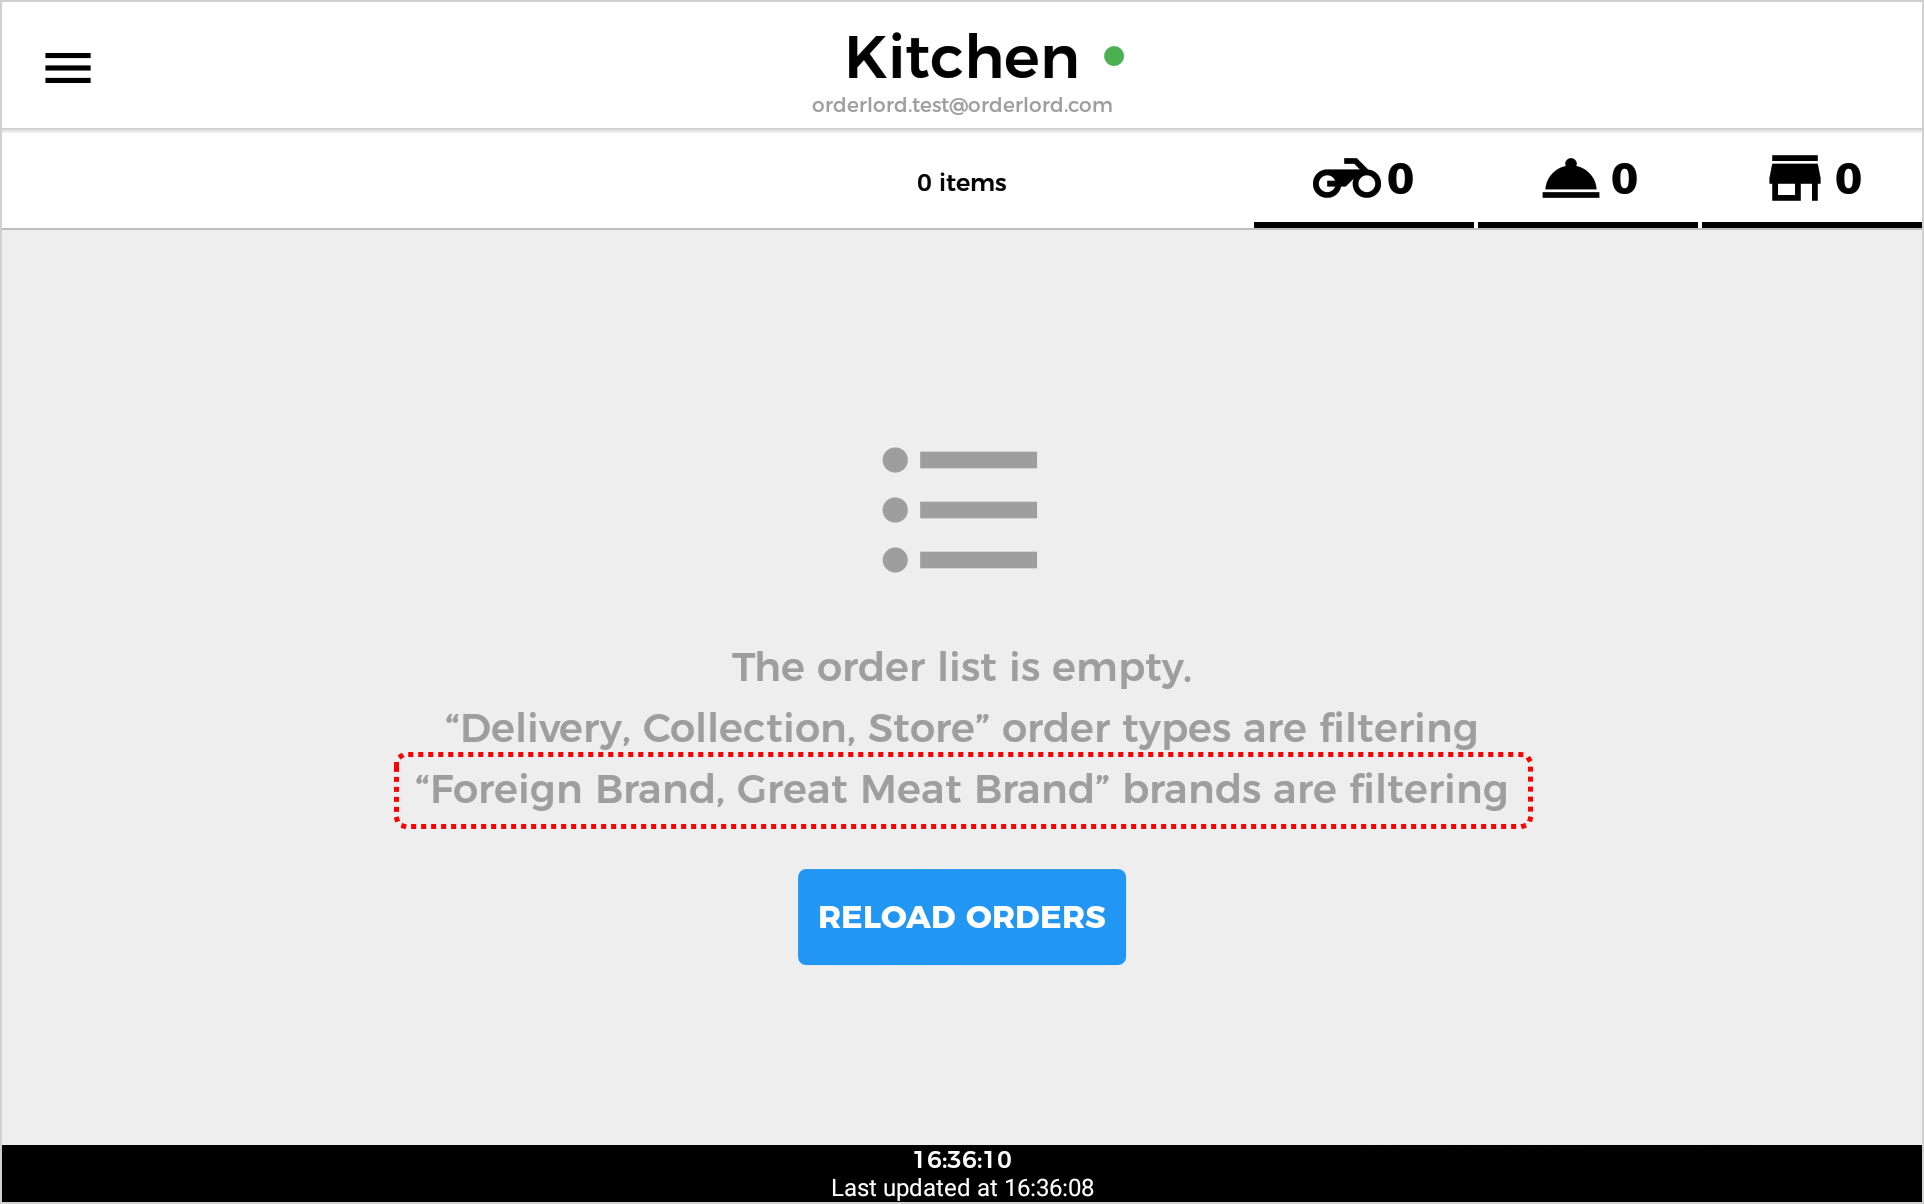 Kitchen
orderlord.test@orderlord.com
0 items
0
0
0
The order list is empty.
“Delivery, Collection, Store” order types are filtering
“Foreign Brand, Great Meat Brand” brands are filtering
RELOAD ORDERS
16:36:10
Last updated at 16:36:08